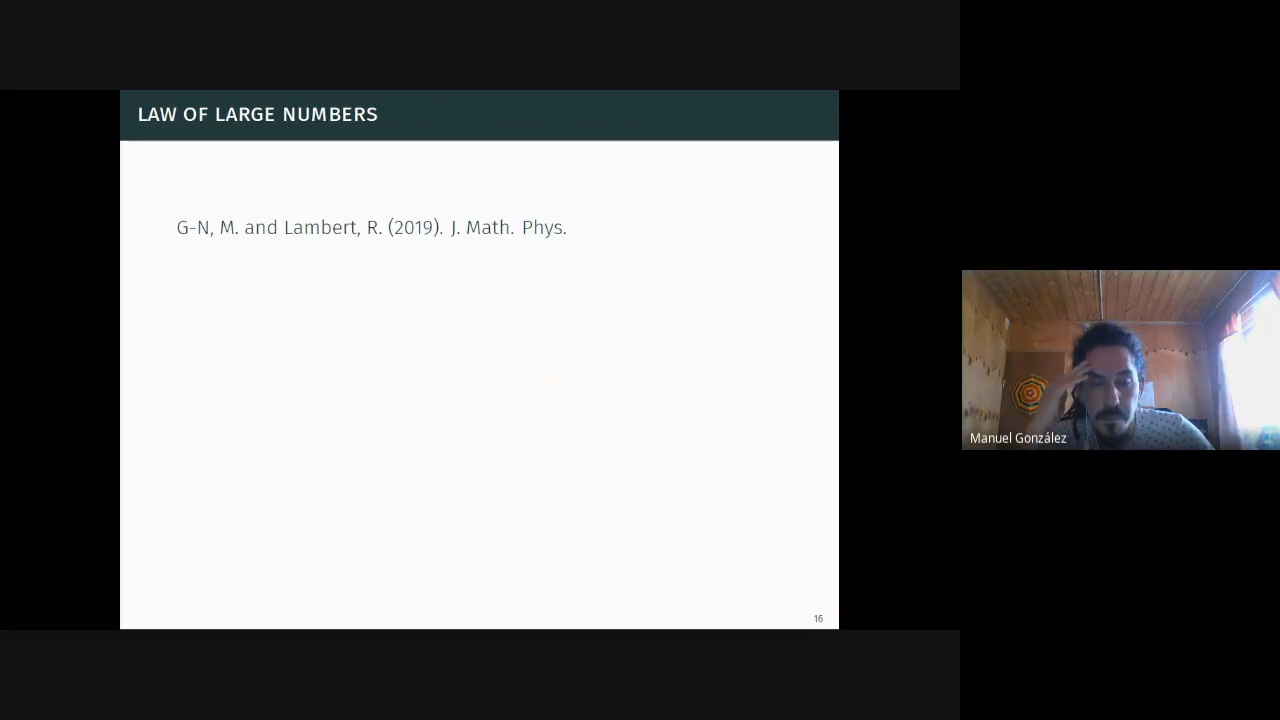 LAW OF LARGE NUMBERS
G-N, M. and Lambert, R. (2019). J. Math. Phys.
16
Manuel González